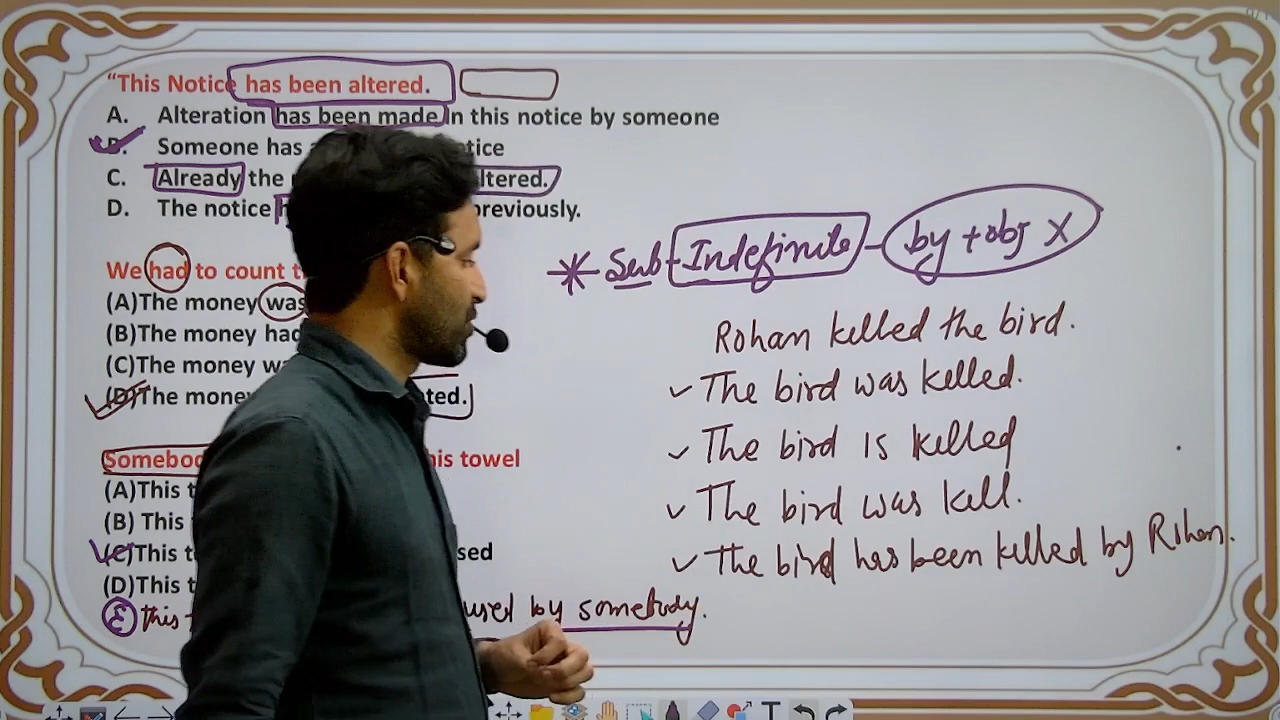 “This Notice has been altered.
A. Alteration has been made in this notice by someone
B. Someone has tice
C. Already the ltered.
D. The notice previously.
We had to count t
(A)The money was
(B)The money had
(C)The money wa
(D)The money ted.
Somebod his towel
(A)This t
(B) This
(C)This t sed
(D)This t
(E) This t used by somebody.
* Sub - Indefinite - by + obj X
Rohan killed the bird.
✓ The bird was killed.
✓ The bird is killed
✓ The bird was kill.
✓ The bird has been killed by Rohan.